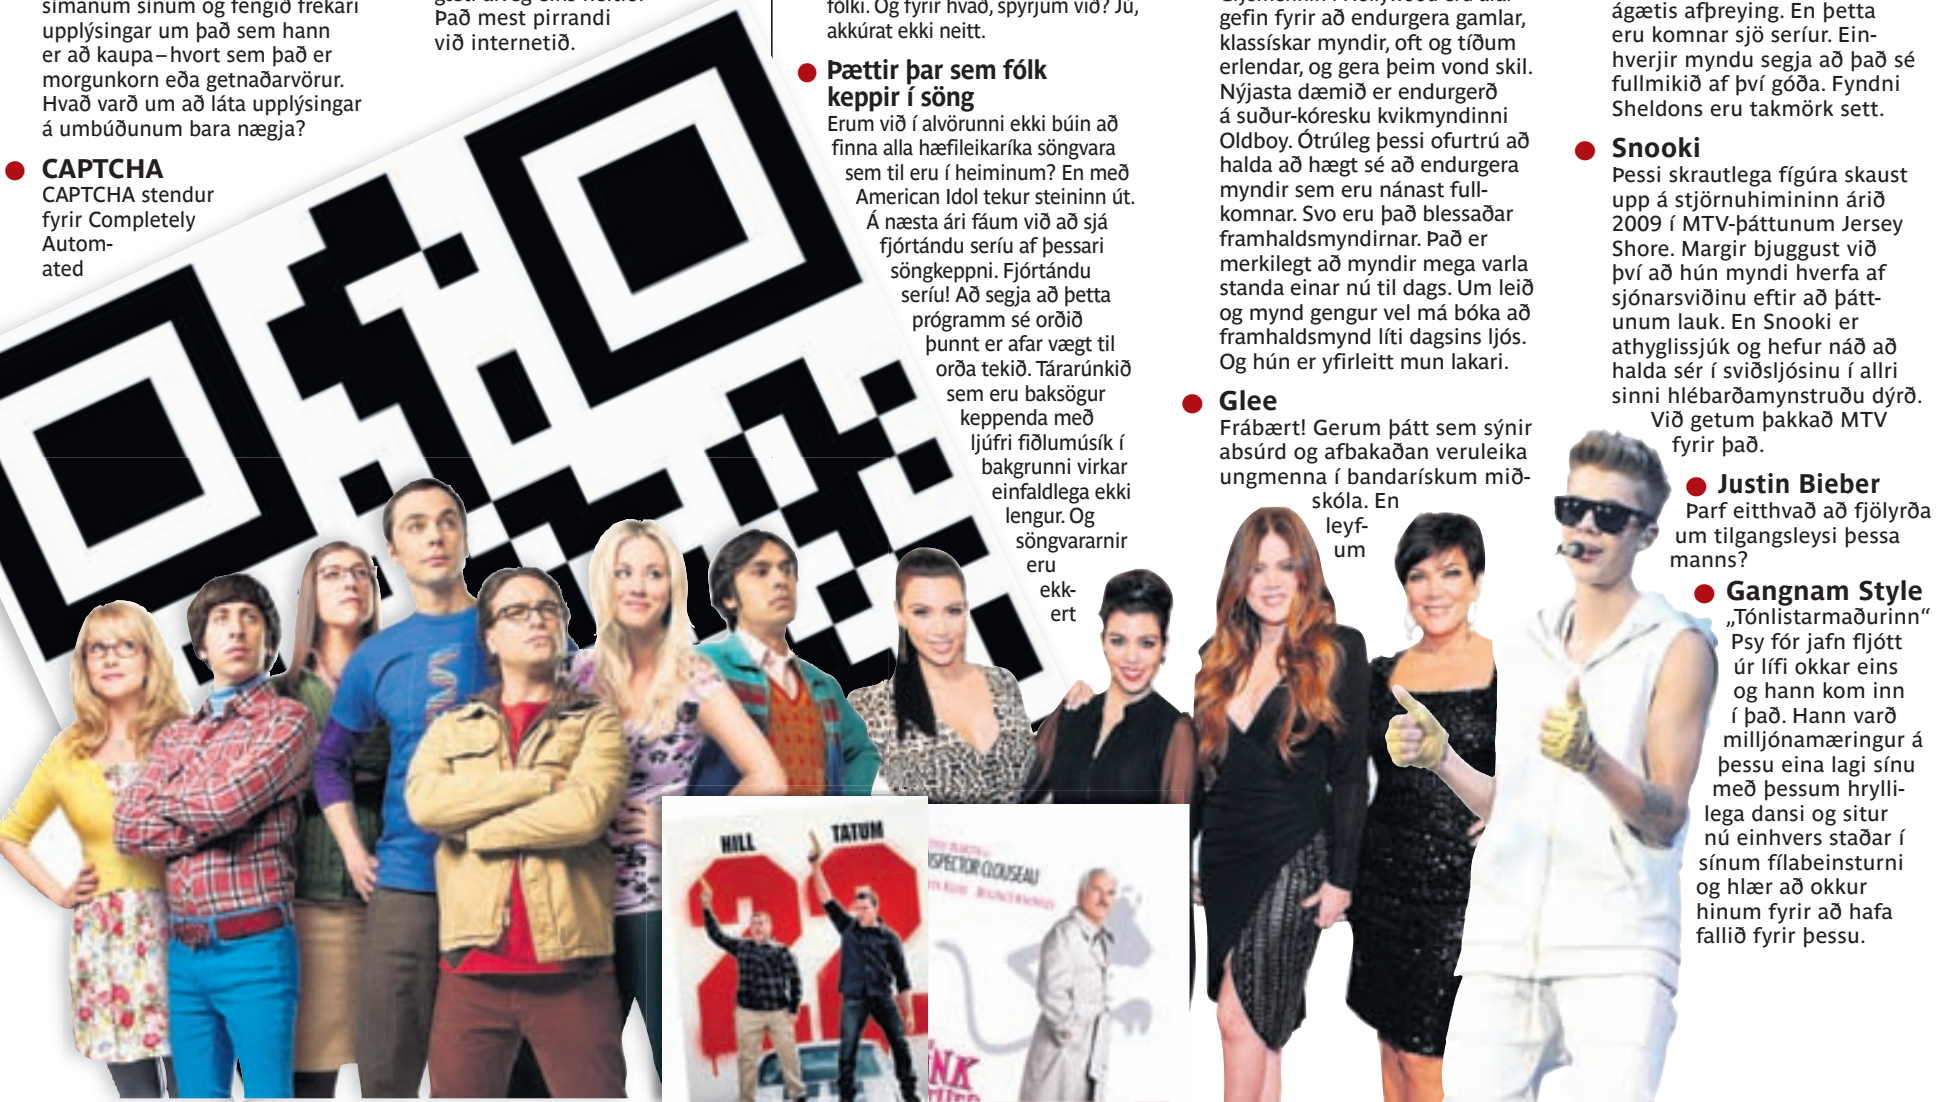 símanum sínum og fengið frekari
upplýsingar um það sem hann
er að kaupa – hvort sem það er
morgunkorn eða getnaðarvörur.
Hvað varð um að láta upplýsingar
á umbúðunum bara nægja?
CAPTCHA
CAPTCHA stendur
fyrir Completely
Autom-
ated
Það mest pirrandi
við internetið.
fólki. Og fyrir hvað, spyrjum við? Jú,
akkúrat ekki neitt.
Þættir þar sem fólk
keppir í söng
Erum við í alvörunni ekki búin að
finna alla hæfileikaríka söngvara
sem til eru í heiminum? En með
American Idol tekur steininn út.
Á næsta ári fáum við að sjá
fjórtándu seríu af þessari
söngkeppni. Fjórtándu
seríu! Að segja að þetta
prógramm sé orðið
þunnt er afar vægt til
orða tekið. Tárarúnkið
sem eru baksögur
keppenda með
ljúfri fiðlumúsík í
bakgrunni virkar
einfaldlega ekki
lengur. Og
söngvararnir
eru
ekk-
ert
gefin fyrir að endurgera gamlar,
klassískar myndir, oft og tíðum
erlendar, og gera þeim vond skil.
Nýjasta dæmið er endurgerð
á suður-kóresku kvikmyndinni
Oldboy. Ótrúleg þessi ofurtrú að
halda að hægt sé að endurgera
myndir sem eru nánast full-
komnar. Svo eru það blessaðar
framhaldsmyndirnar. Það er
merkilegt að myndir mega varla
standa einar nú til dags. Um leið
og mynd gengur vel má bóka að
framhaldsmynd líti dagsins ljós.
Og hún er yfirleitt mun lakari.
Glee
Frábært! Gerum þátt sem sýnir
absúrd og afbakaðan veruleika
ungmenna í bandarískum mið-
skóla. En
leyf-
um
ágætis afþreying. En þetta
eru komnar sjö seríur. Ein-
hverjir myndu segja að það sé
fullmikið af því góða. Fyndni
Sheldons eru takmörk sett.
Snooki
Þessi skrautlega fígúra skaust
upp á stjörnuhimininn árið
2009 í MTV-þáttunum Jersey
Shore. Margir bjuggust við
því að hún myndi hverfa af
sjónarsviðinu eftir að þátt-
unum lauk. En Snooki er
athyglissjúk og hefur náð að
halda sér í sviðsljósinu í allri
sinni hlébarðamynstruðu dýrð.
Við getum þakkað MTV
fyrir það.
Justin Bieber
Þarf eitthvað að fjölyrða
um tilgangsleysi þessa
manns?
Gangnam Style
„Tónlistarmaðurinn“
Psy fór jafn fljótt
úr lífi okkar eins
og hann kom inn
í það. Hann varð
milljónamæringur á
þessu eina lagi sínu
með þessum hrylli-
lega dansi og situr
nú einhvers staðar í
sínum fílabeinsturni
og hlær að okkur
hinum fyrir að hafa
fallið fyrir þessu.
HILL
TATUM
22
CLOUSEAU